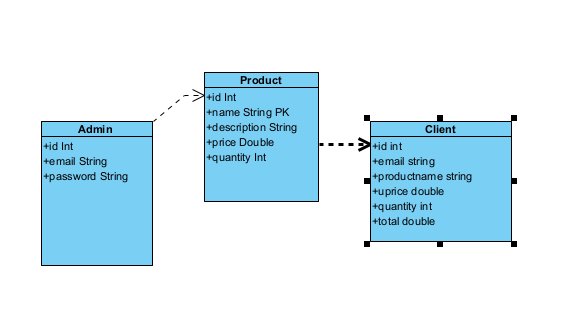 Product
+id Int
+name String PK
+description String
+price Double
+quantity Int
Admin
+id Int
+email String
+password String
Client
+id int
+email string
+productname string
+uprice double
+quantity int
+total double